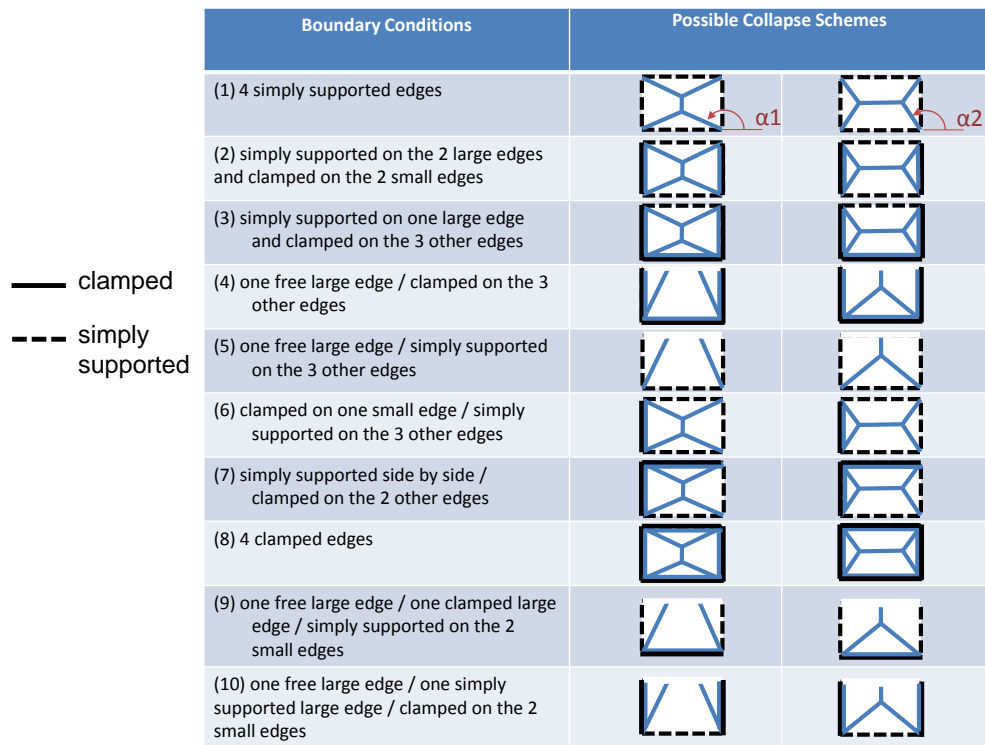 Boundary Conditions
Possible Collapse Schemes
(1) 4 simply supported edges
α1
α2
(2) simply supported on the 2 large edges
and clamped on the 2 small edges
(3) simply supported on one large edge
and clamped on the 3 other edges
clamped
simply
supported
(4) one free large edge / clamped on the 3
other edges
(5) one free large edge / simply supported
on the 3 other edges
(6) clamped on one small edge / simply
supported on the 3 other edges
(7) simply supported side by side /
clamped on the 2 other edges
(8) 4 clamped edges
(9) one free large edge / one clamped large
edge / simply supported on the 2
small edges
(10) one free large edge / one simply
supported large edge / clamped on the 2
small edges